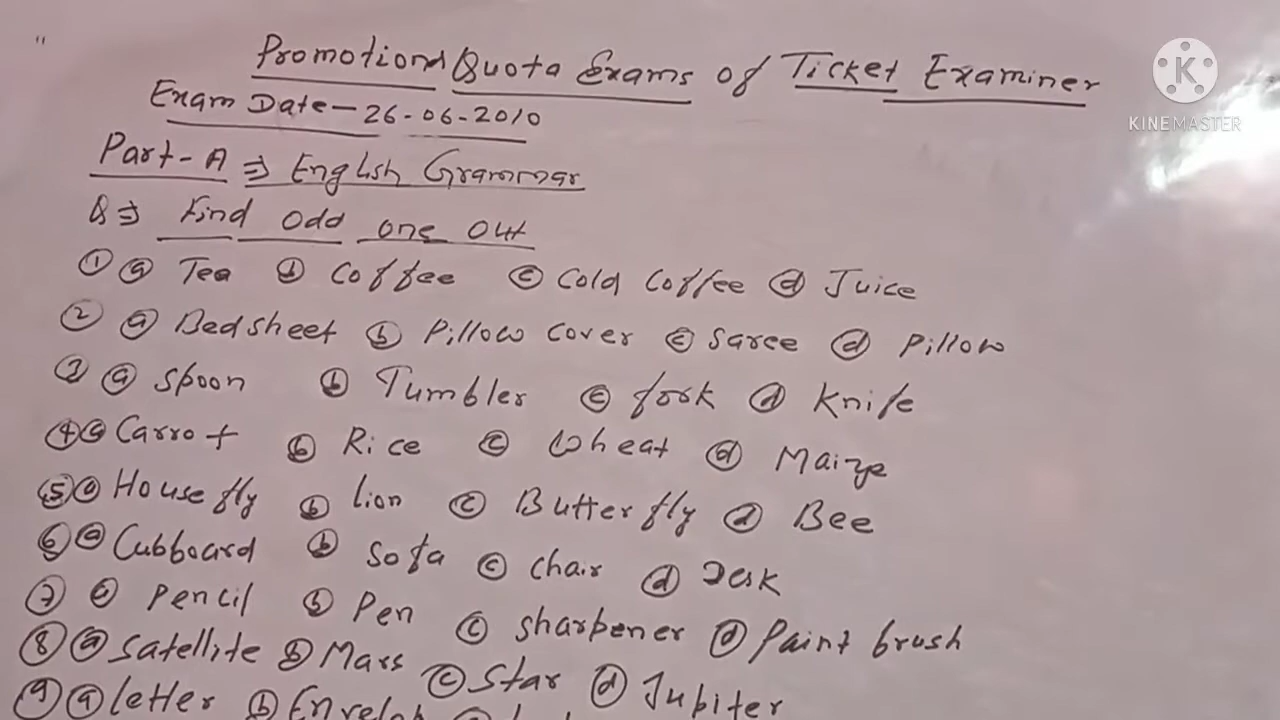 Promotional Quota Exams of Ticket Examiner
KINEMASTER
Exam Date-26-06-2010
Part-A ⇒ English Grammar
Q ⇒ Find odd one out
① ⓐ Tea ⓑ Coffee ⓒ Cold Coffee ⓓ Juice
② ⓐ Bedsheet ⓑ Pillow cover ⓒ Saree ⓓ Pillow
③ ⓐ Spoon ⓑ Tumbler ⓒ fork ⓓ Knife
④ ⓐ Carrot ⓑ Rice ⓒ Wheat ⓓ Maize
⑤ ⓐ House fly ⓑ lion ⓒ Butterfly ⓓ Bee
⑥ ⓐ Cubboard ⓑ Sofa ⓒ chair ⓓ Desk
⑦ ⓐ Pencil ⓑ Pen ⓒ sharpener ⓓ Paint brush
⑧ ⓐ Satellite ⓑ Mars ⓒ Star ⓓ Jupiter
⑨ ⓐ letter ⓑ